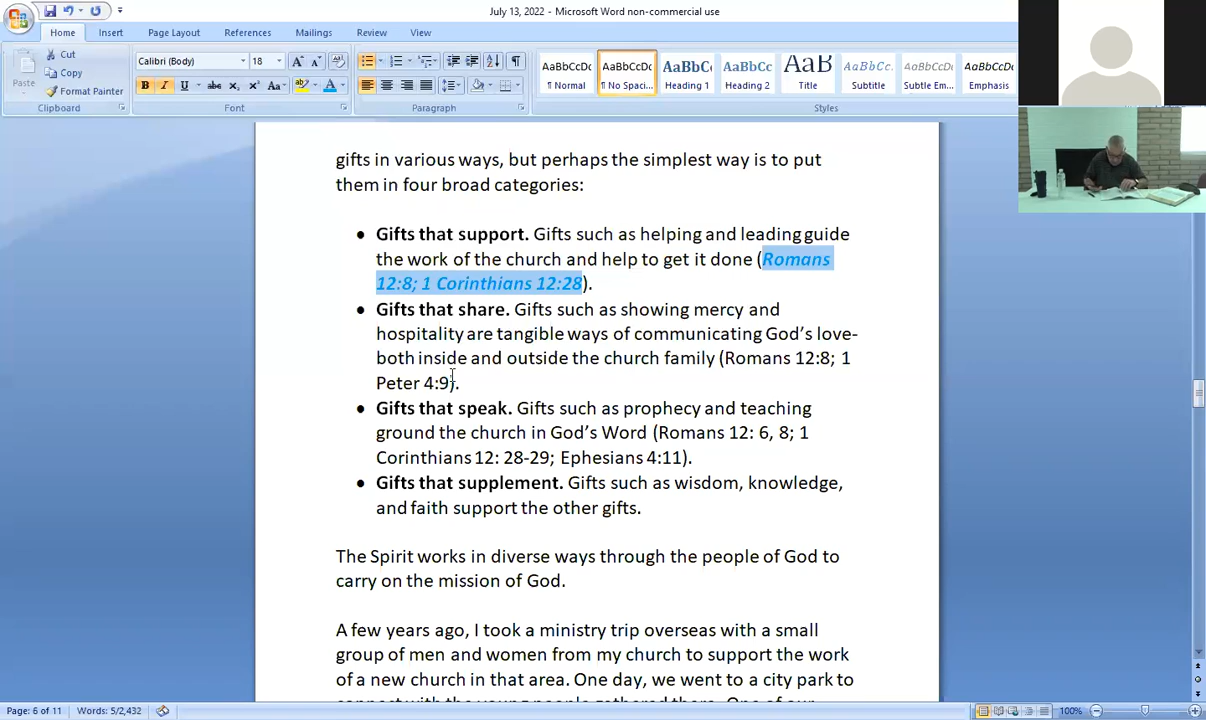 July 13, 2022 - Microsoft Word non-commercial use
Home Insert Page Layout References Mailings Review View
Cut
Copy
Format Painter
Paste
Calibri (Body) 18
AaBbCcDc AaBbCcDc AaBbC AaBbCc AaB AaBbCcL AaBbCcDc AaBbCcDc
¶ Normal ¶ No Spaci... Heading 1 Heading 2 Title Subtitle Subtle Em... Emphasis
Clipboard Font Paragraph Styles
gifts in various ways, but perhaps the simplest way is to put
them in four broad categories:
• Gifts that support. Gifts such as helping and leading guide
the work of the church and help to get it done (Romans
12:8; 1 Corinthians 12:28).
• Gifts that share. Gifts such as showing mercy and
hospitality are tangible ways of communicating God's love-
both inside and outside the church family (Romans 12:8; 1
Peter 4:9).
• Gifts that speak. Gifts such as prophecy and teaching
ground the church in God's Word (Romans 12: 6, 8; 1
Corinthians 12: 28-29; Ephesians 4:11).
• Gifts that supplement. Gifts such as wisdom, knowledge,
and faith support the other gifts.
The Spirit works in diverse ways through the people of God to
carry on the mission of God.
A few years ago, I took a ministry trip overseas with a small
group of men and women from my church to support the work
of a new church in that area. One day, we went to a city park to
Page: 6 of 11 Words: 5/2,432 100%